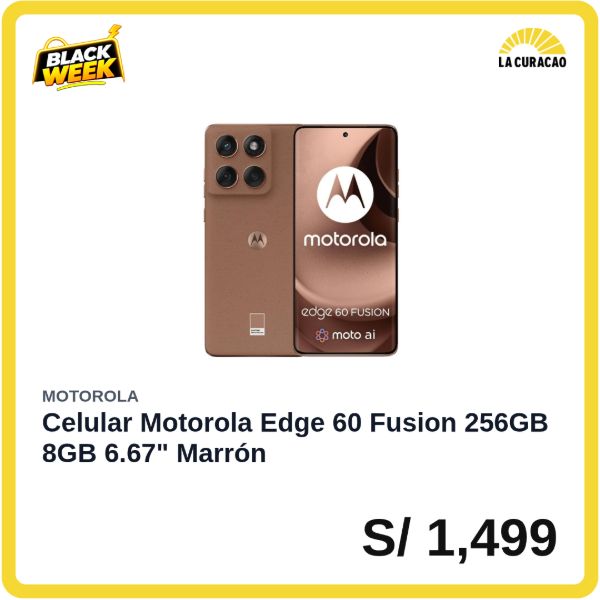 BLACK
WEEK
LA CURACAO
motorola
edge 60 FUSION
moto ai
MOTOROLA
Celular Motorola Edge 60 Fusion 256GB
8GB 6.67" Marrón
S/ 1,499